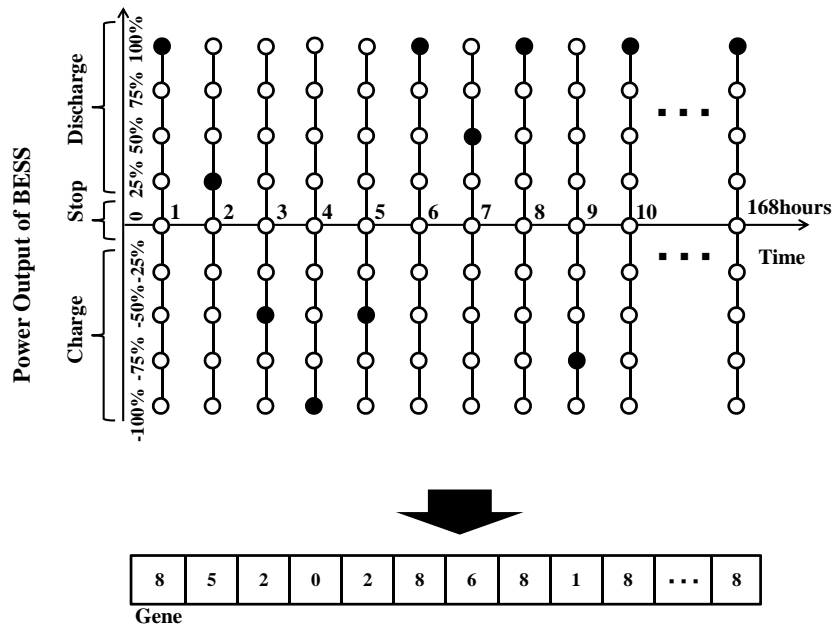 Power Output of BESS
Discharge
Stop
Charge
100%
75%
50%
25%
0
-25%
-50%
-75%
-100%
1 2 3 4 5 6 7 8 9 10 168hours
Time
8 5 2 0 2 8 6 8 1 8 ... 8
Gene